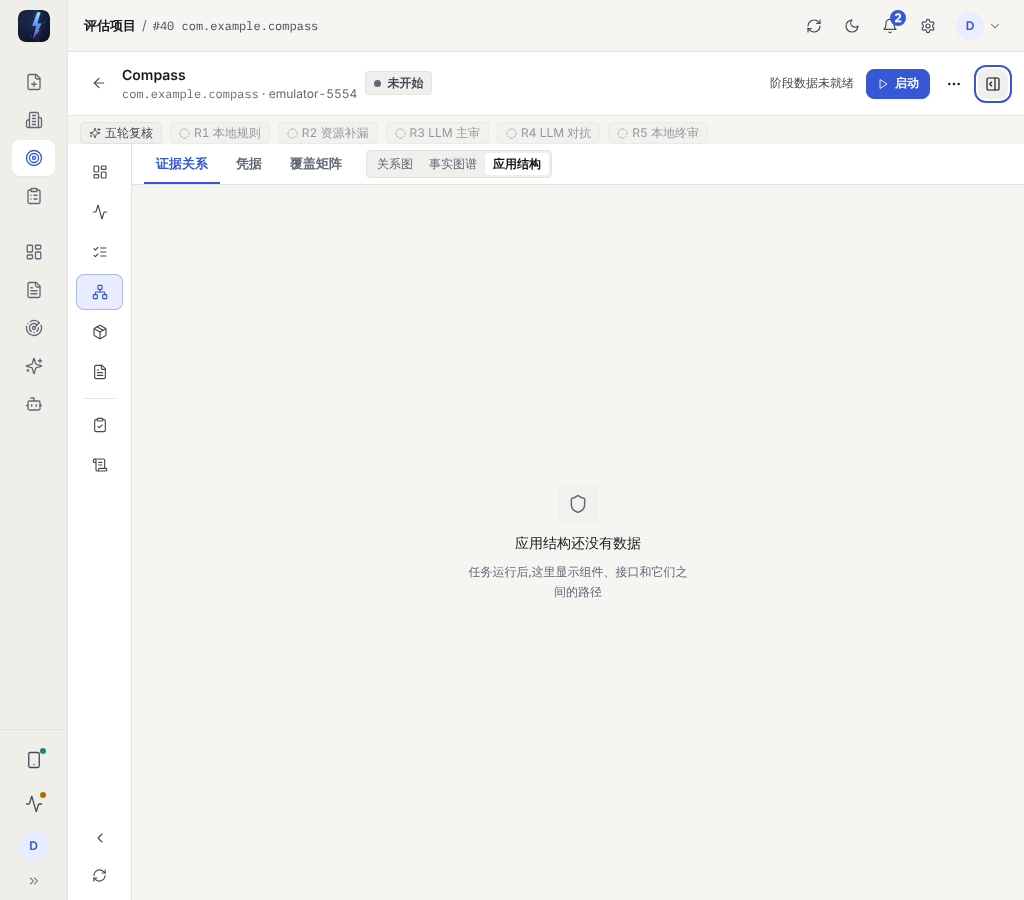 评估项目 / #40 com.example.compass
2
D
Compass
com.example.compass · emulator-5554
未开始
阶段数据未就绪
启动
五轮复核
R1 本地规则
R2 资源补漏
R3 LLM 主审
R4 LLM 对抗
R5 本地终审
证据关系
凭据
覆盖矩阵
关系图
事实图谱
应用结构
应用结构还没有数据
任务运行后,这里显示组件、接口和它们之
间的路径
D